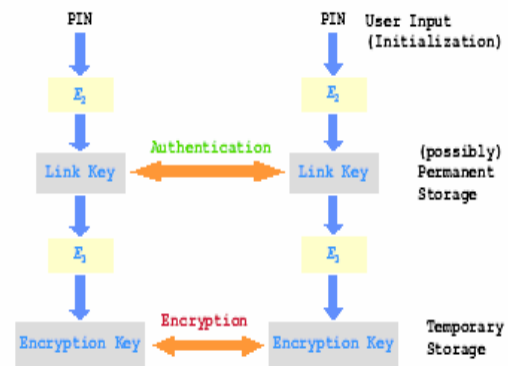 PIN PIN User Input
(Initialization)
E₂ E₂
Authentication
Link Key Link Key
(possibly)
Permanent
Storage
E₃ E₃
Encryption
Encryption Key Encryption Key
Temporary
Storage